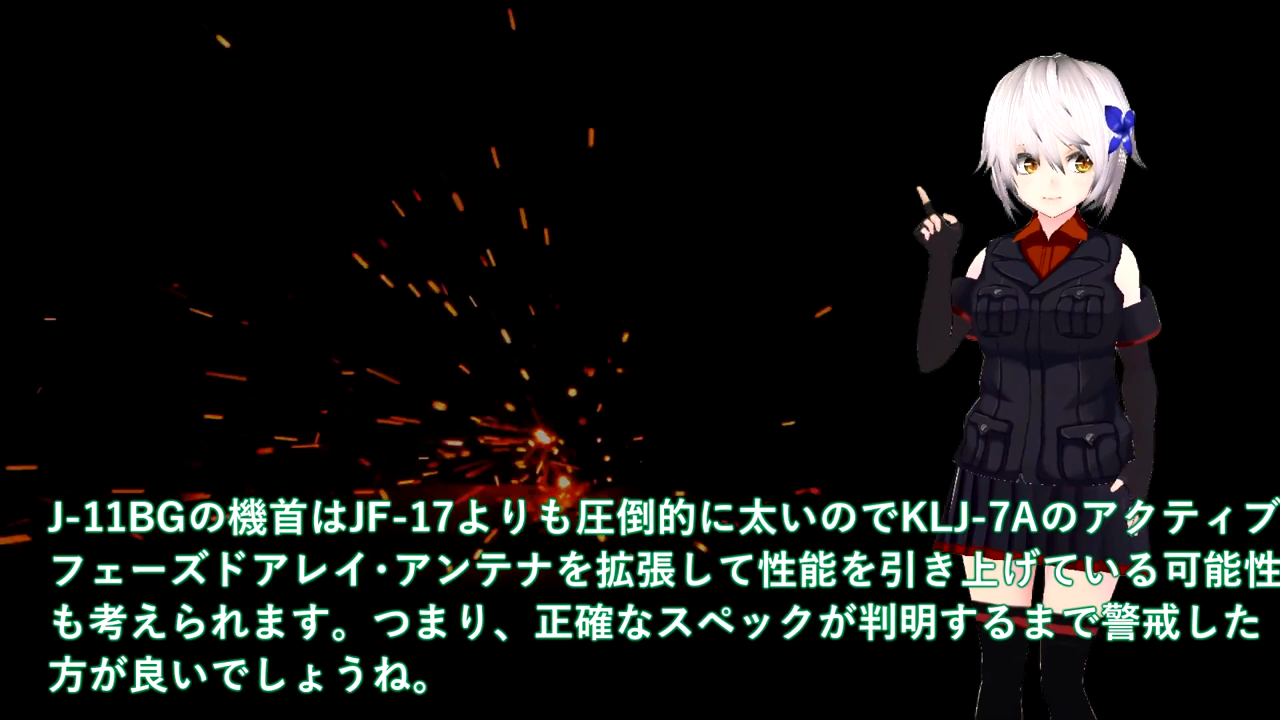 J-11BGの機首はJF-17よりも圧倒的に太いのでKLJ-7Aのアクティブ
フェーズドアレイ・アンテナを拡張して性能を引き上げている可能性
も考えられます。つまり、正確なスペックが判明するまで警戒した
方が良いでしょうね。